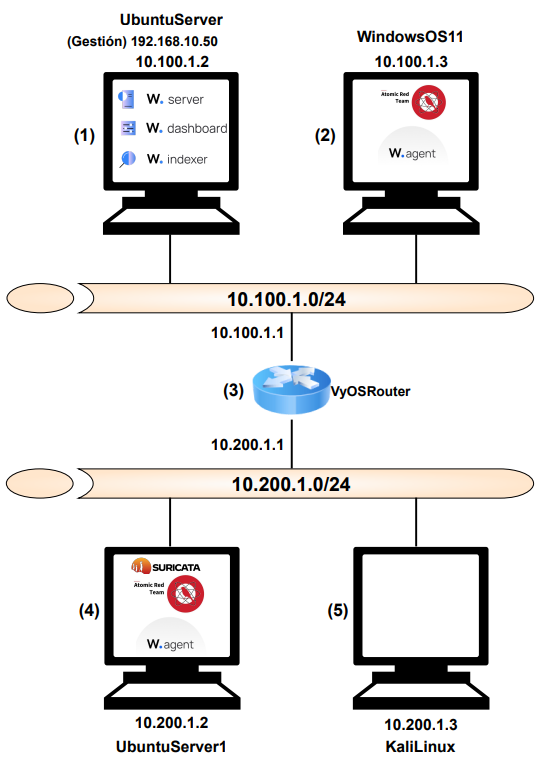 UbuntuServer
(Gestión) 192.168.10.50
10.100.1.2
WindowsOS11
10.100.1.3
(1)
W. server
W. dashboard
W. indexer
(2)
Atomic Red
Team
W.agent
10.100.1.0/24
10.100.1.1
(3)
VyOSRouter
10.200.1.1
10.200.1.0/24
(4)
SURICATA
Atomic Red
Team
W.agent
(5)
10.200.1.2
UbuntuServer1
10.200.1.3
KaliLinux